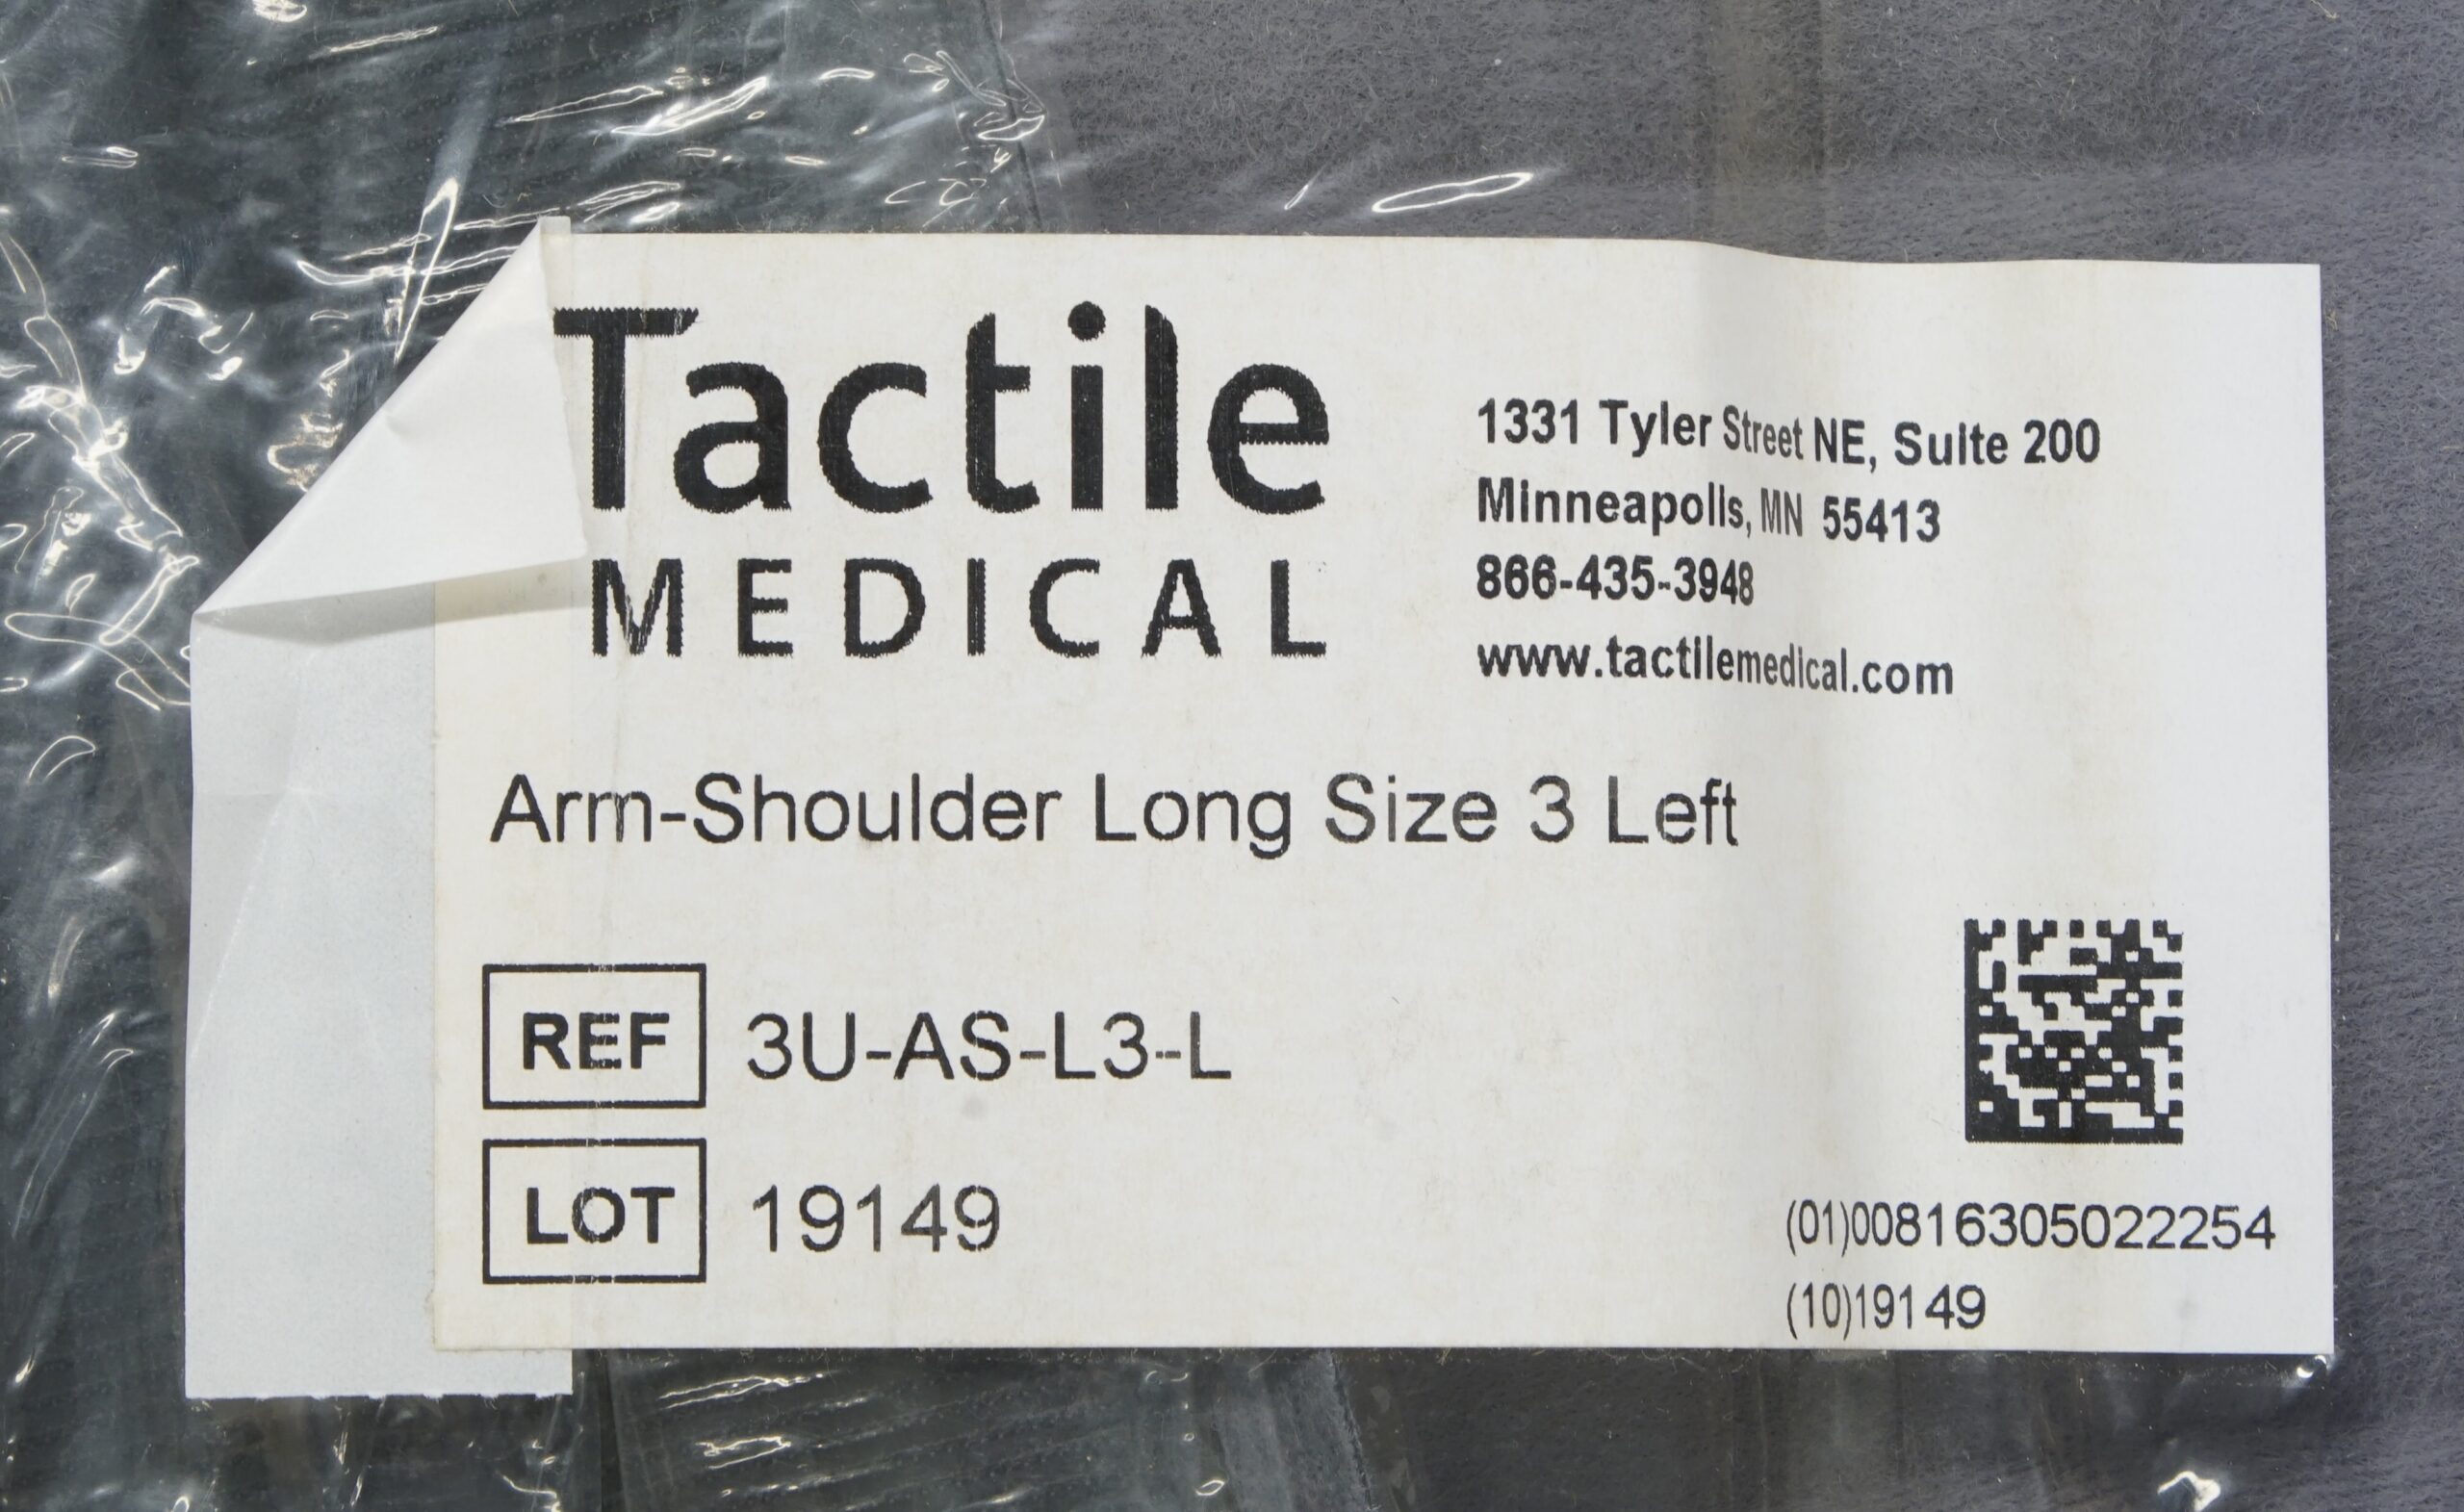 Tactile
MEDICAL
1331 Tyler Street NE, Suite 200
Minneapolis, MN 55413
866-435-3948
www.tactilemedical.com
Arm-Shoulder Long Size 3 Left
REF 3U-AS-L3-L
LOT 19149
(01)00816305022254
(10)19149